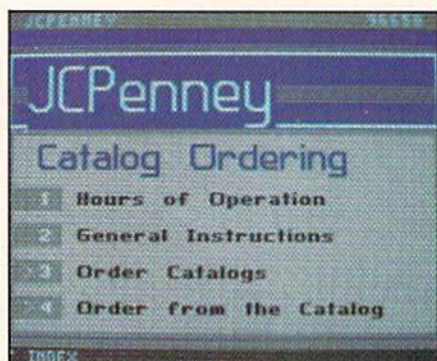 JCPENNEY
JCPenney
Catalog Ordering
1 Hours of Operation
2 General Instructions
3 Order Catalogs
4 Order from the Catalog
INDEX